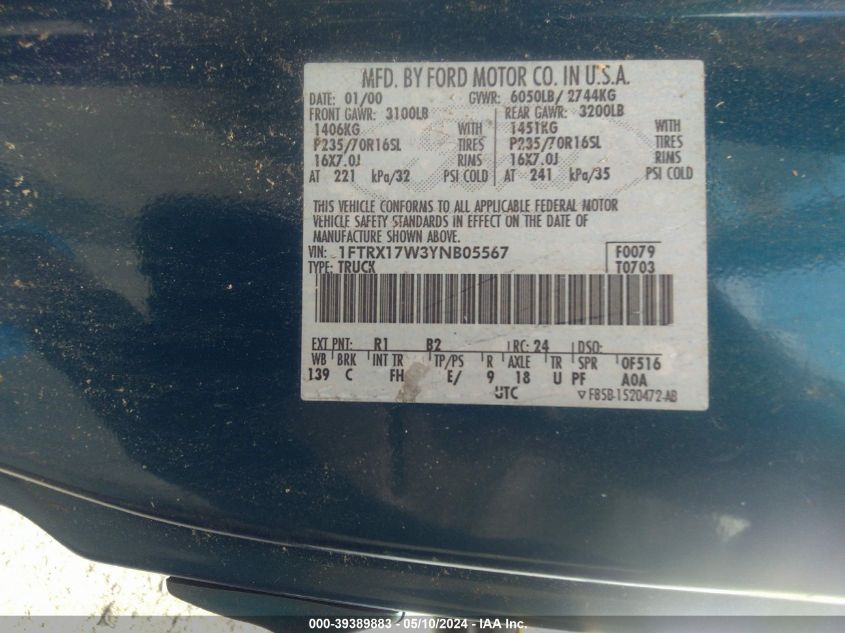 MFD. BY FORD MOTOR CO. IN U.S.A.
DATE: 01/00 GVWR: 6050LB/ 2744KG
FRONT GAWR: 3100LB REAR GAWR: 3200LB
1406KG WITH 1451KG WITH
P235/70R16SL TIRES P235/70R16SL TIRES
16X7.0J RIMS 16X7.0J RIMS
AT 221 kPa/32 PSI COLD AT 241 kPa/35 PSI COLD
THIS VEHICLE CONFORMS TO ALL APPLICABLE FEDERAL MOTOR
VEHICLE SAFETY STANDARDS IN EFFECT ON THE DATE OF
MANUFACTURE SHOWN ABOVE.
VIN: 1FTRX17W3YNB05567 F0079
TYPE: TRUCK T0703
EXT PNT: R1 B2 RC: 24 DSO:
WB BRK INT TR TP/PS R AXLE TR SPR 0F516
139 C FH E/ 9 18 U PF A0A
UTC ▽ F85B-1520472-AB
000-39389883 - 05/10/2024 - IAA Inc.